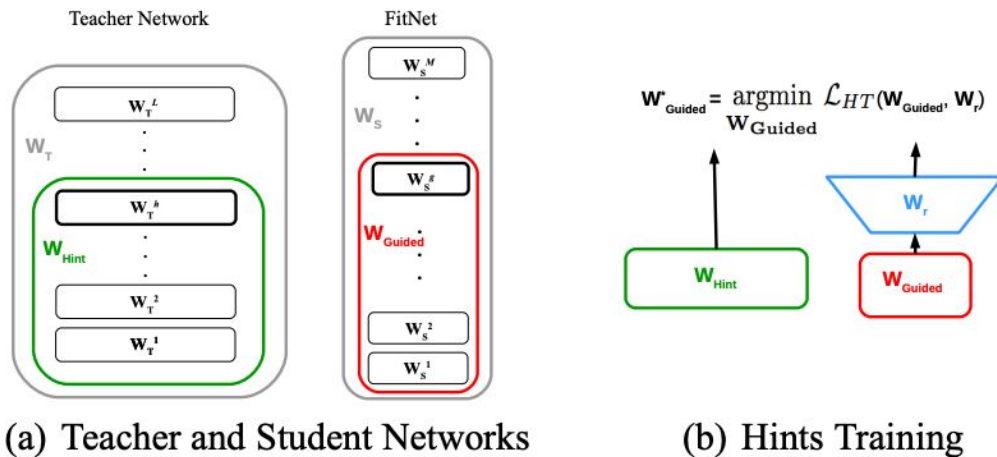 Teacher Network
FitNet
W_T^L
W_T
W_T^h
W_Hint
W_T^2
W_T^1
W_S^M
W_S
W_S^g
W_Guided
W_S^2
W_S^1
(a) Teacher and Student Networks
W*_Guided = argmin_{W_Guided} L_HT(W_Guided, W_r)
W_r
W_Hint
W_Guided
(b) Hints Training